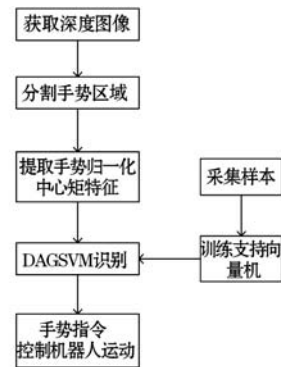 获取深度图像
分割手势区域
提取手势归一化
中心矩特征
采集样本
DAGSVM识别
训练支持向
量机
手势指令
控制机器人运动